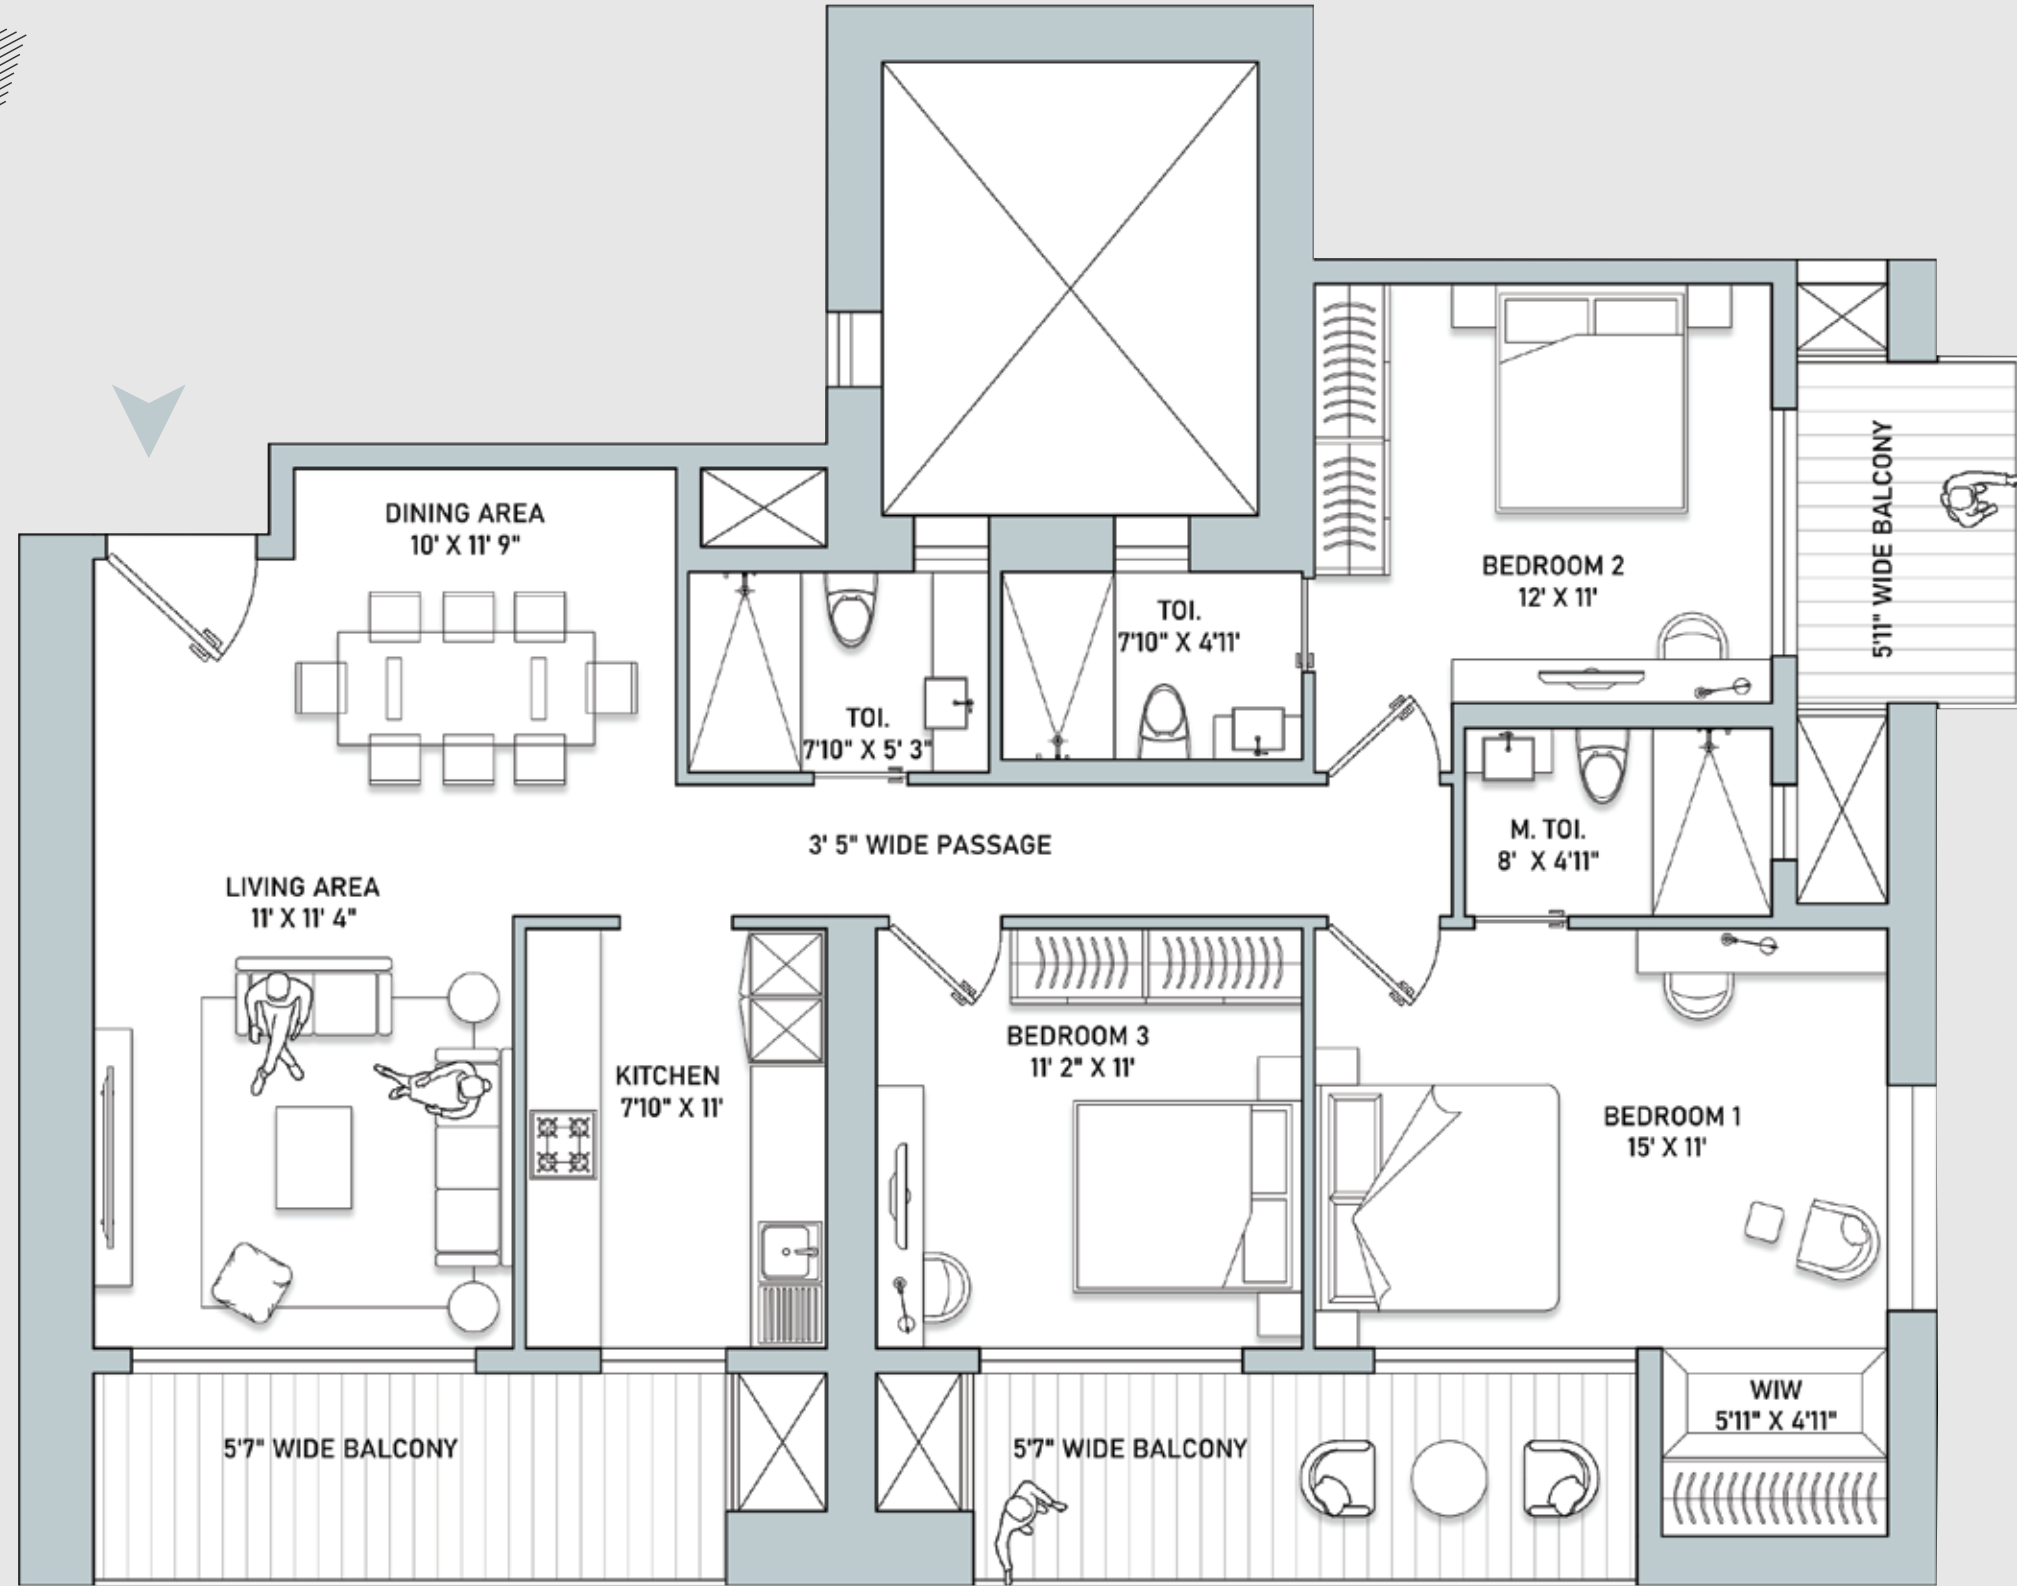 DINING AREA
10' X 11' 9"
BEDROOM 2
12' X 11'
5'11" WIDE BALCONY
TOI.
7'10" X 4'11'
TOI.
7'10" X 5' 3"
M. TOI.
8' X 4'11"
3' 5" WIDE PASSAGE
LIVING AREA
11' X 11' 4"
KITCHEN
7'10" X 11'
BEDROOM 3
11' 2" X 11'
BEDROOM 1
15' X 11'
WIW
5'11" X 4'11"
5'7" WIDE BALCONY
5'7" WIDE BALCONY